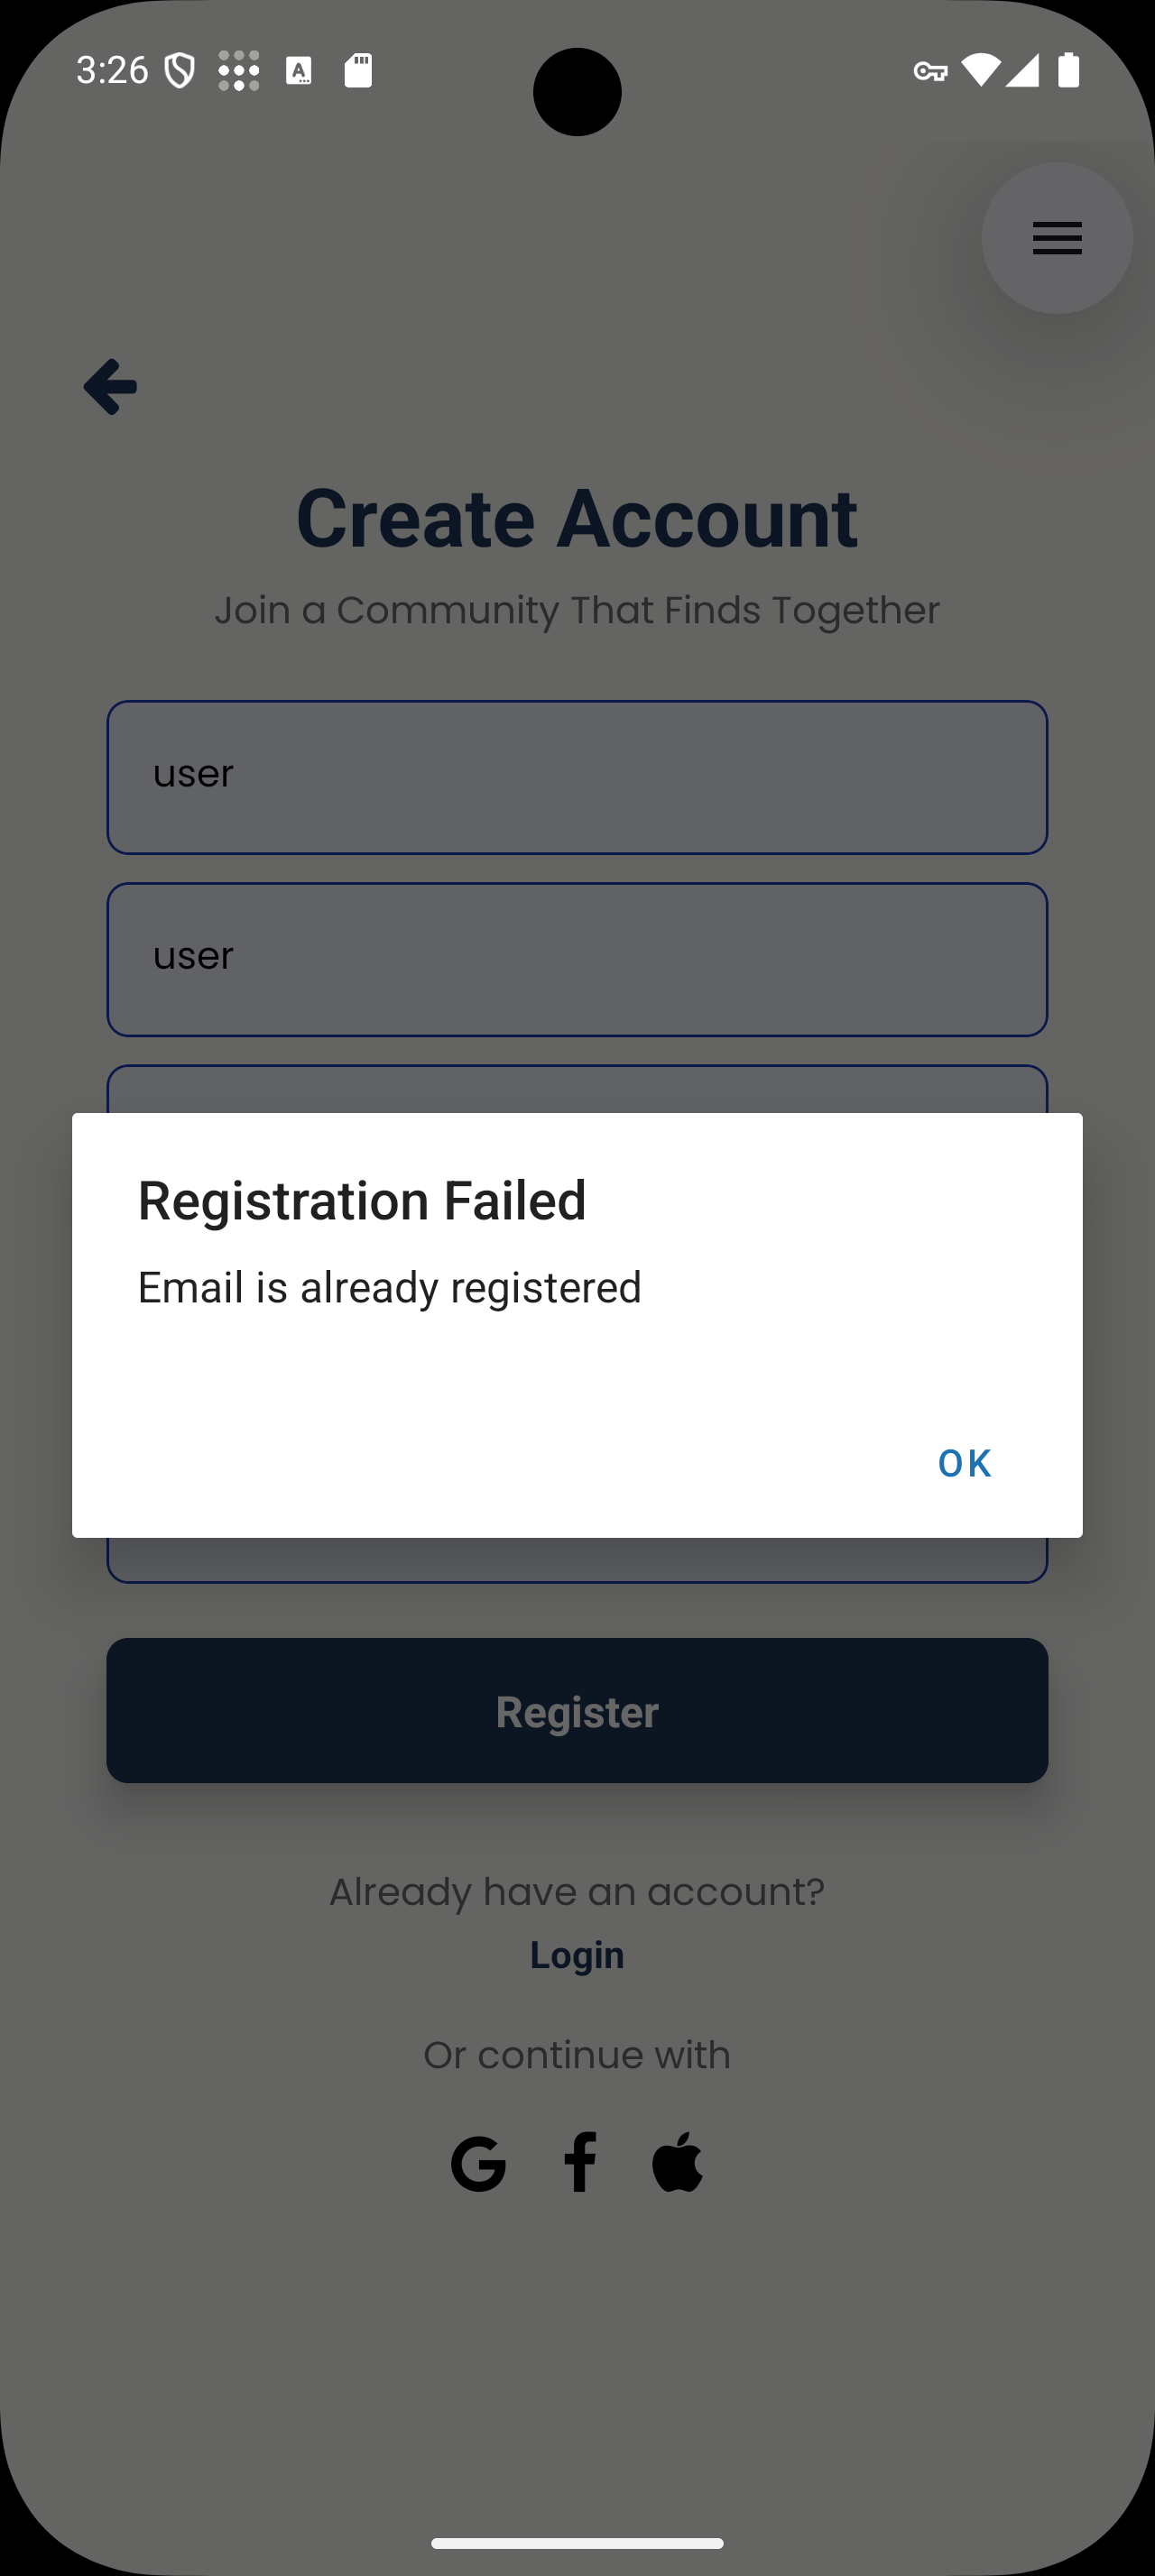 3:26
Create Account
Join a Community That Finds Together
user
user
Registration Failed
Email is already registered
OK
Register
Already have an account?
Login
Or continue with